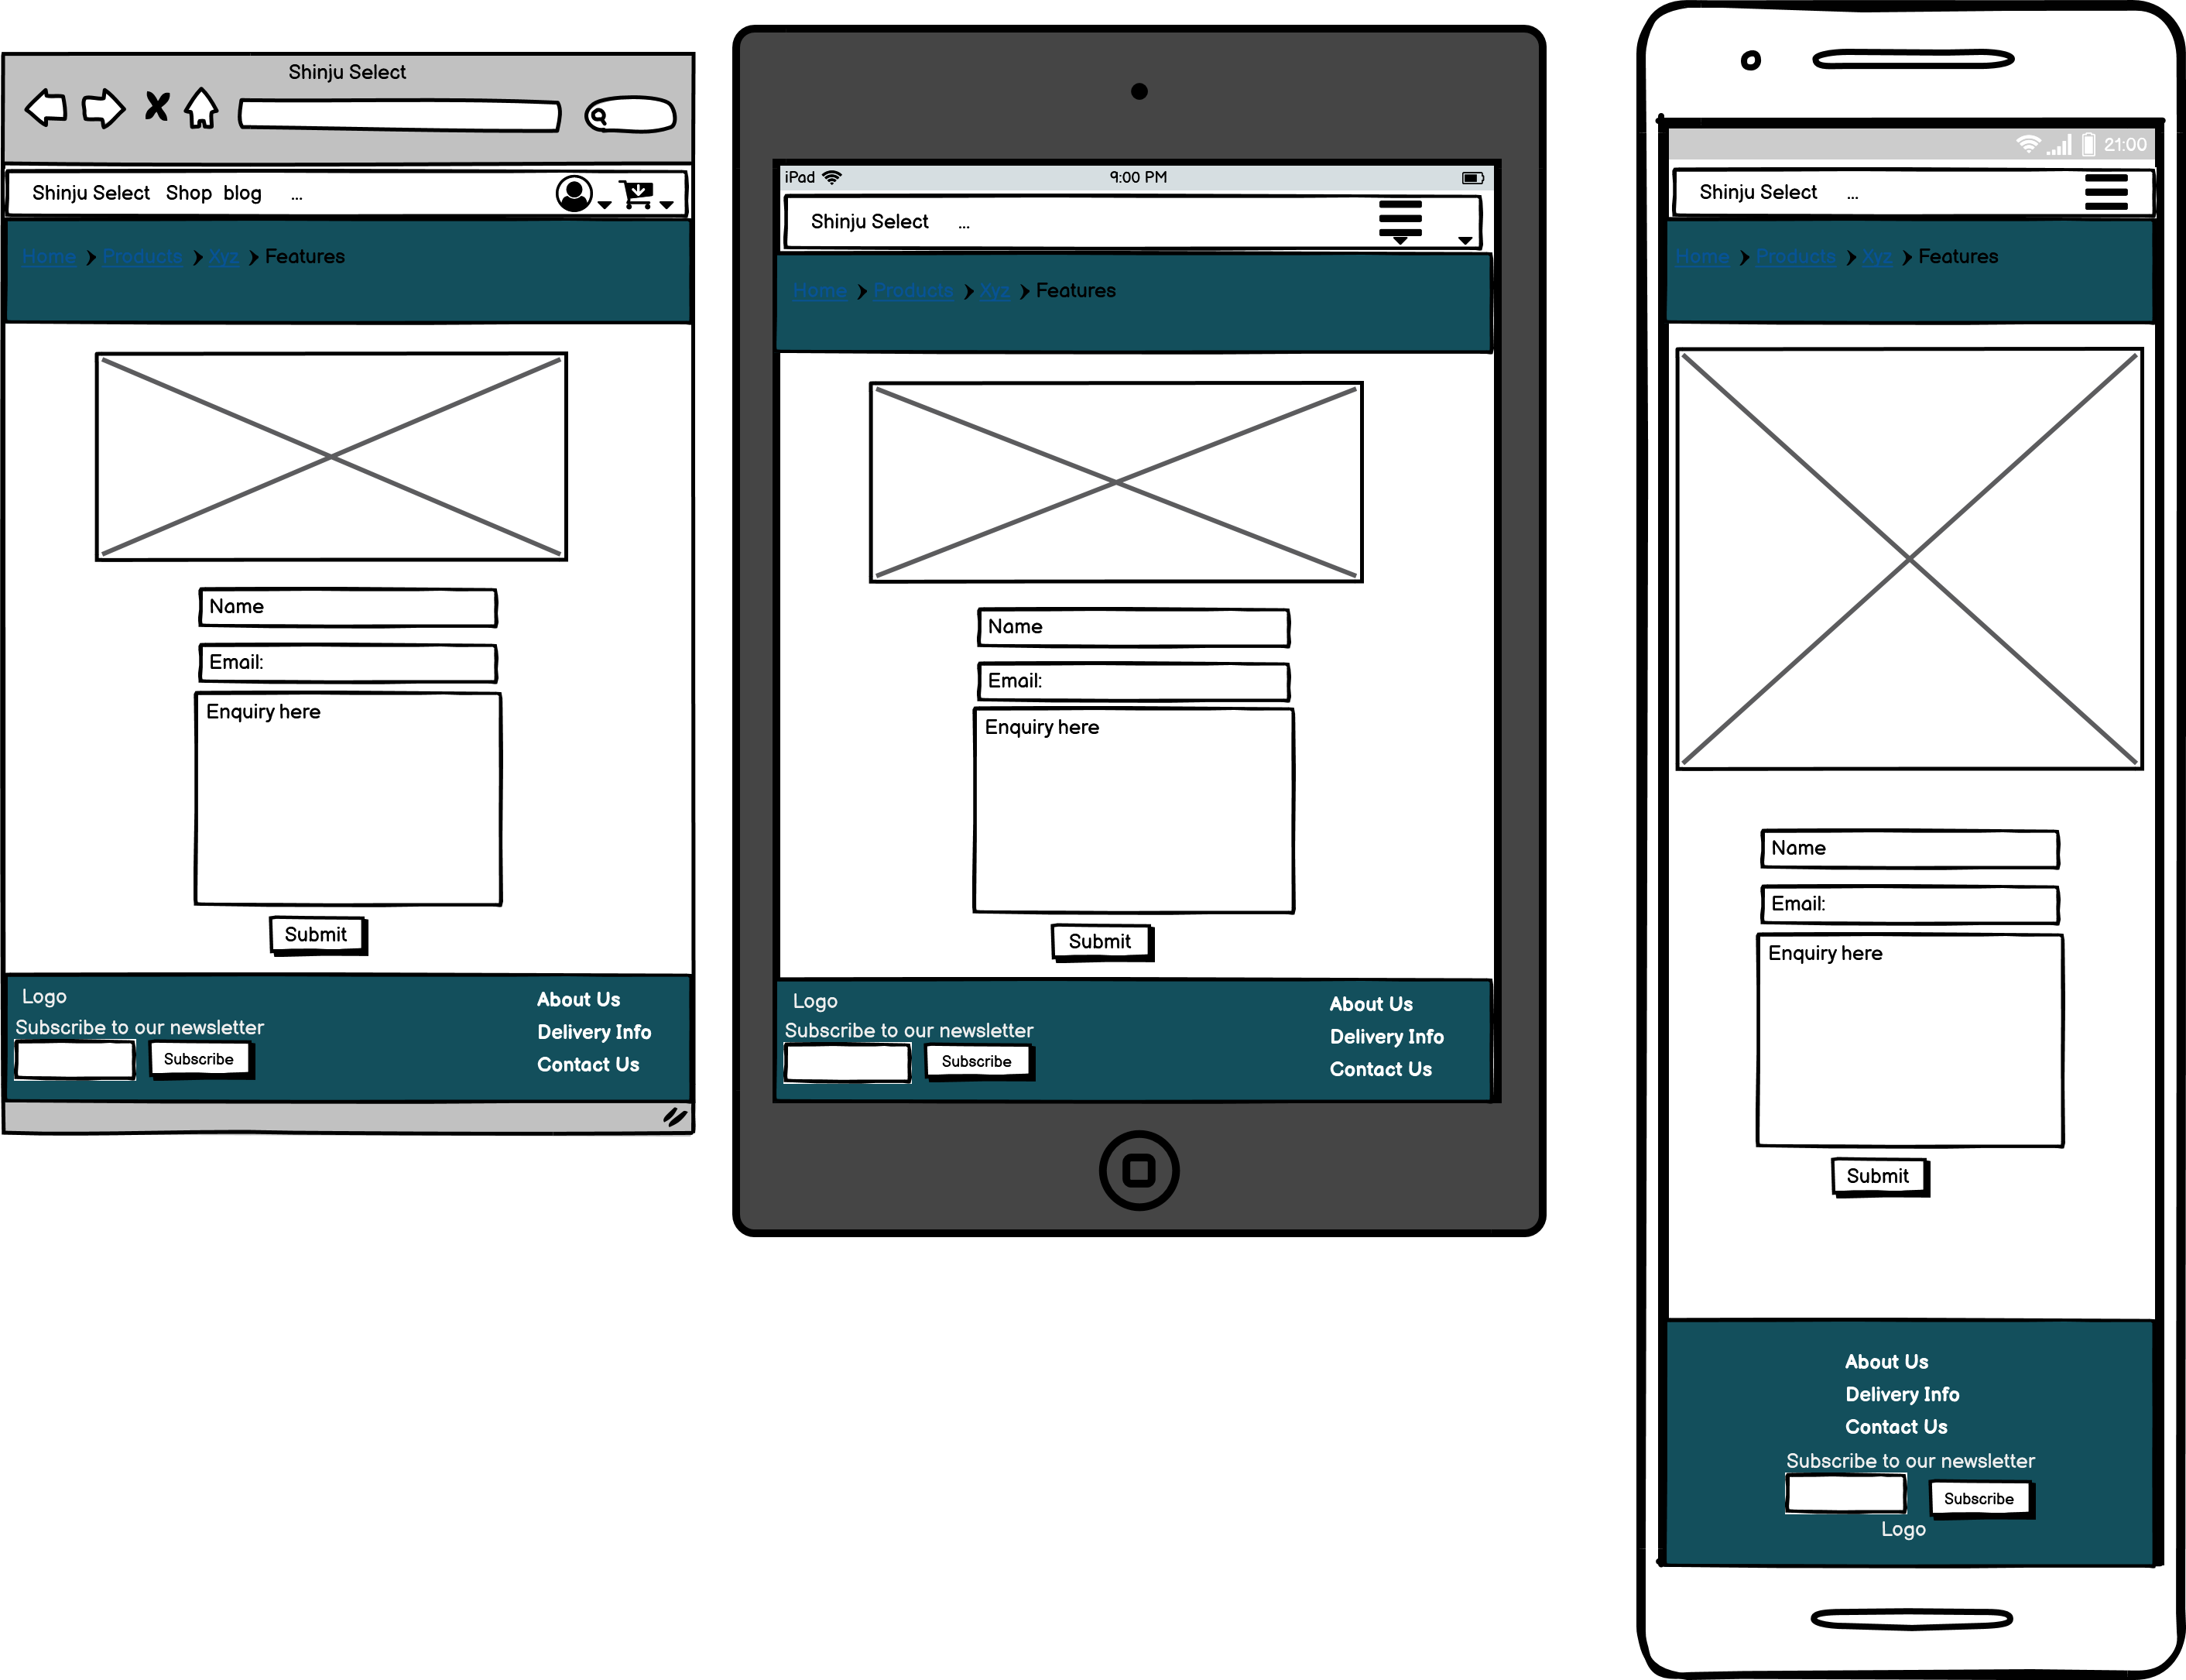 Shinju Select
Shinju Select Shop blog ...
Home Products Xyz Features
Name
Email:
Enquiry here
Submit
Logo
Subscribe to our newsletter
Subscribe
About Us
Delivery Info
Contact Us
iPad 9:00 PM
Shinju Select ...
Home Products Xyz Features
Name
Email:
Enquiry here
Submit
Logo
Subscribe to our newsletter
Subscribe
About Us
Delivery Info
Contact Us
21:00
Shinju Select ...
Home Products Xyz Features
Name
Email:
Enquiry here
Submit
About Us
Delivery Info
Contact Us
Subscribe to our newsletter
Subscribe
Logo